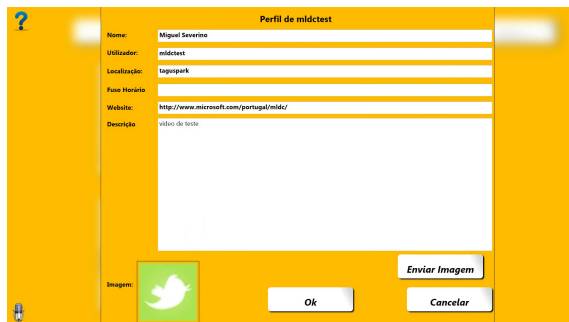 ?
Perfil de mldctest
Nome: Miguel Severino
Utilizador: mldctest
Localização: taguspark
Fuso Horário
Website: http://www.microsoft.com/portugal/mldc/
Descrição video de teste
Enviar Imagem
Imagem:
Ok Cancelar